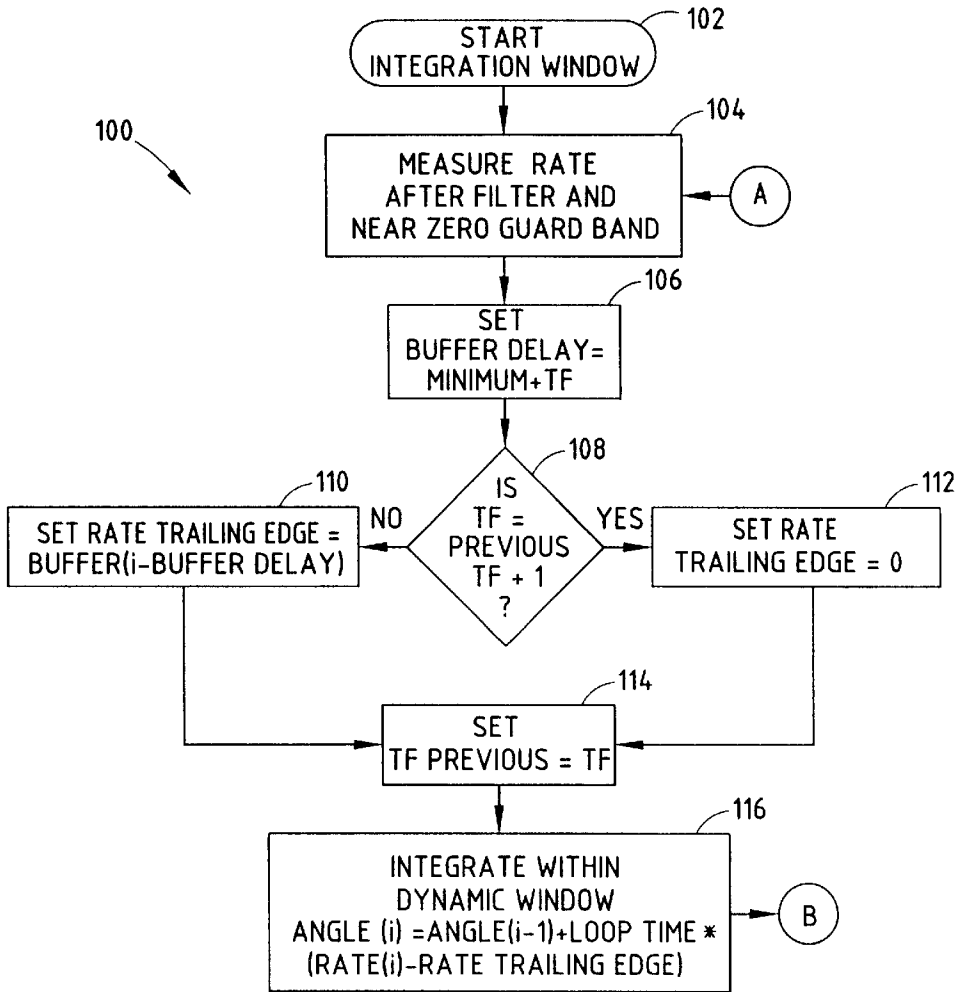 102
START
INTEGRATION WINDOW
100
104
MEASURE RATE
AFTER FILTER AND
NEAR ZERO GUARD BAND
A
106
SET
BUFFER DELAY=
MINIMUM+TF
108
IS
TF =
PREVIOUS
TF + 1
?
NO
YES
110
SET RATE TRAILING EDGE =
BUFFER(i-BUFFER DELAY)
112
SET RATE
TRAILING EDGE = 0
114
SET
TF PREVIOUS = TF
116
INTEGRATE WITHIN
DYNAMIC WINDOW
ANGLE (i) =ANGLE(i-1)+LOOP TIME *
(RATE(i)-RATE TRAILING EDGE)
B